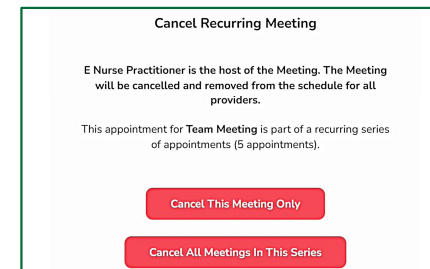 Cancel Recurring Meeting
E Nurse Practitioner is the host of the Meeting. The Meeting
will be cancelled and removed from the schedule for all
providers.
This appointment for Team Meeting is part of a recurring series
of appointments (5 appointments).
Cancel This Meeting Only
Cancel All Meetings In This Series